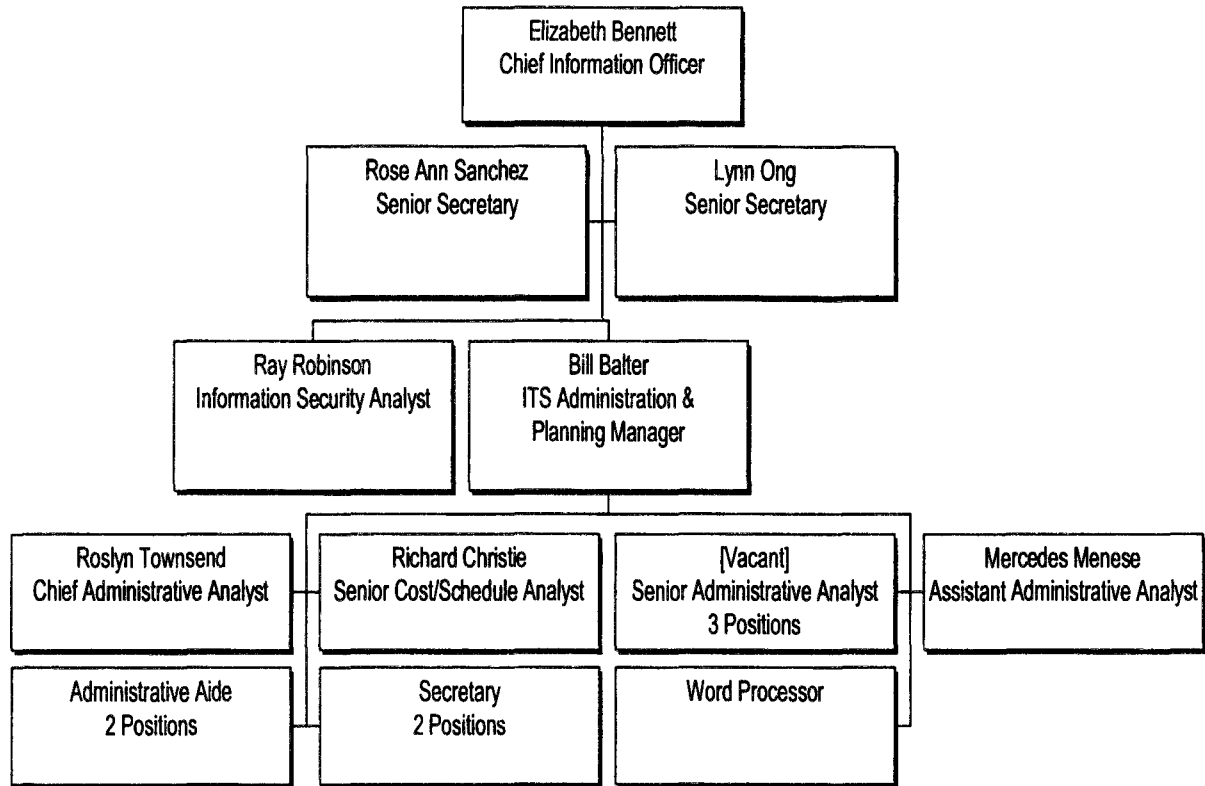 Elizabeth Bennett
Chief Information Officer
Rose Ann Sanchez
Senior Secretary
Lynn Ong
Senior Secretary
Ray Robinson
Information Security Analyst
Bill Balter
ITS Administration &
Planning Manager
Roslyn Townsend
Chief Administrative Analyst
Richard Christie
Senior Cost/Schedule Analyst
[Vacant]
Senior Administrative Analyst
3 Positions
Mercedes Menese
Assistant Administrative Analyst
Administrative Aide
2 Positions
Secretary
2 Positions
Word Processor